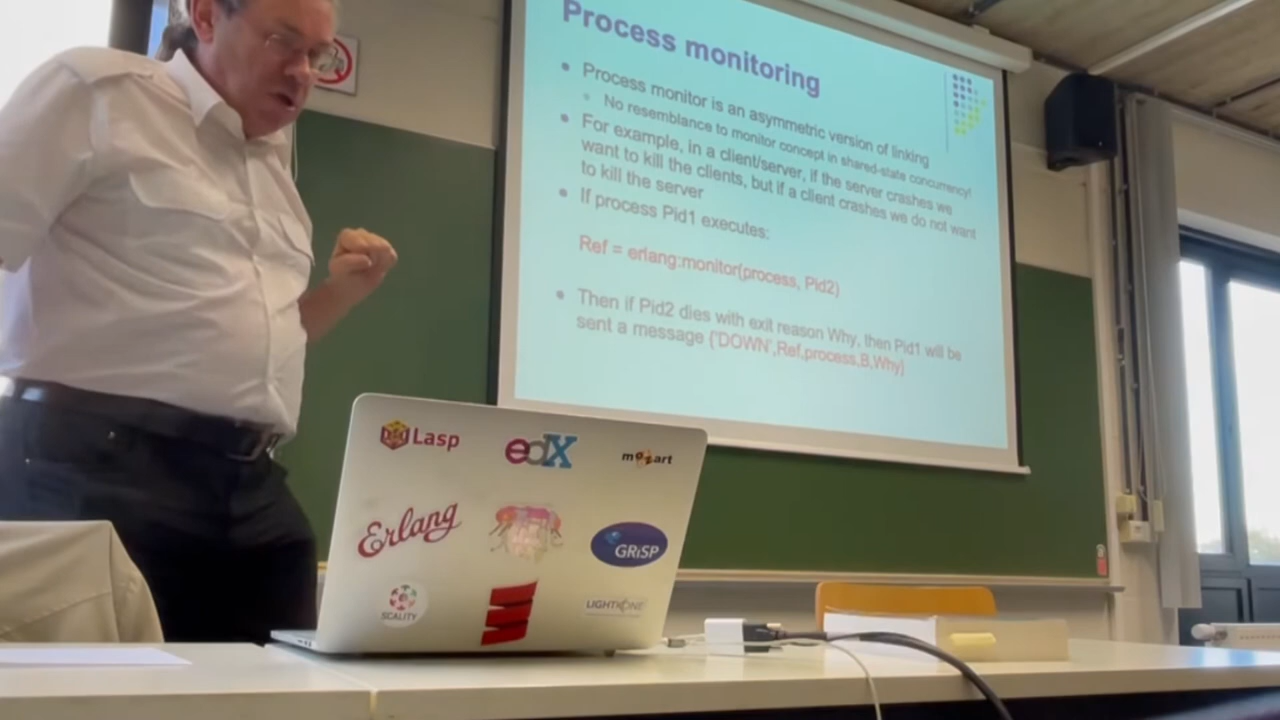 Process monitoring
Process monitor is an asymmetric version of linking
No resemblance to monitor concept in shared-state concurrency!
For example, in a client/server, if the server crashes we
want to kill the clients, but if a client crashes we do not want
to kill the server
If process Pid1 executes:
Ref = erlang:monitor(process, Pid2)
Then if Pid2 dies with exit reason Why, then Pid1 will be
sent a message {'DOWN',Ref,process,B,Why}
Lasp
edX
mozart
Erlang
GRiSP
SCALITY
LIGHTKONE